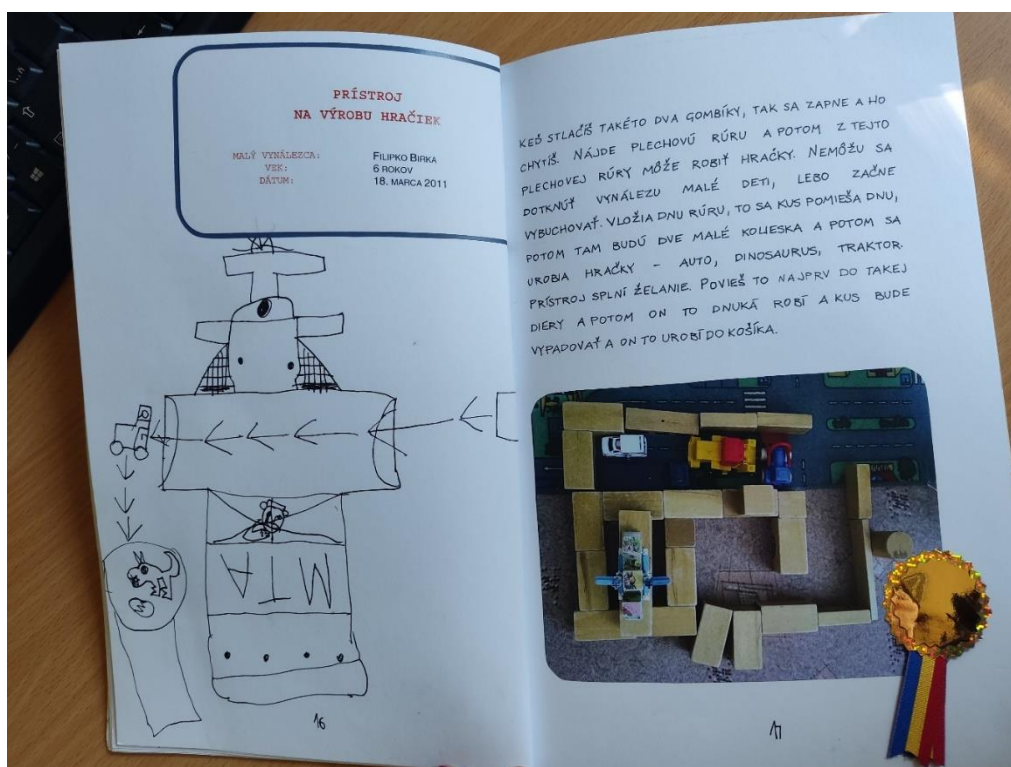 PRÍSTROJ
NA VÝROBU HRAČIEK
MALÝ VYNÁLEZCA: FILIPKO BIRKA
VEK: 6 ROKOV
DÁTUM: 18. MARCA 2011
MTA
16
KEĎ STLAČÍŠ TAKÉTO DVA GOMBÍKY, TAK SA ZAPNE A HO
CHYTÍŠ. NÁJDE PLECHOVÚ RÚRU A POTOM Z TEJTO
PLECHOVEJ RÚRY MÔŽE ROBIŤ HRAČKY. NEMÔŽU SA
DOTKNÚŤ VYNÁLEZU MALÉ DETI, LEBO ZAČNE
VYBUCHOVAŤ. VLOŽIA DNU RÚRU, TO SA KUS POMIEŠA DNU,
POTOM TAM BUDÚ DVE MALÉ KOLIESKA A POTOM SA
UROBIA HRAČKY – AUTO, DINOSAURUS, TRAKTOR.
PRÍSTROJ SPLNÍ ŽELANIE. POVIEŠ TO NAJPRV DO TAKEJ
DIERY A POTOM ON TO DNUKÁ ROBÍ A KUS BUDE
VYPADOVAŤ A ON TO UROBÍ DO KOŠÍKA.
17